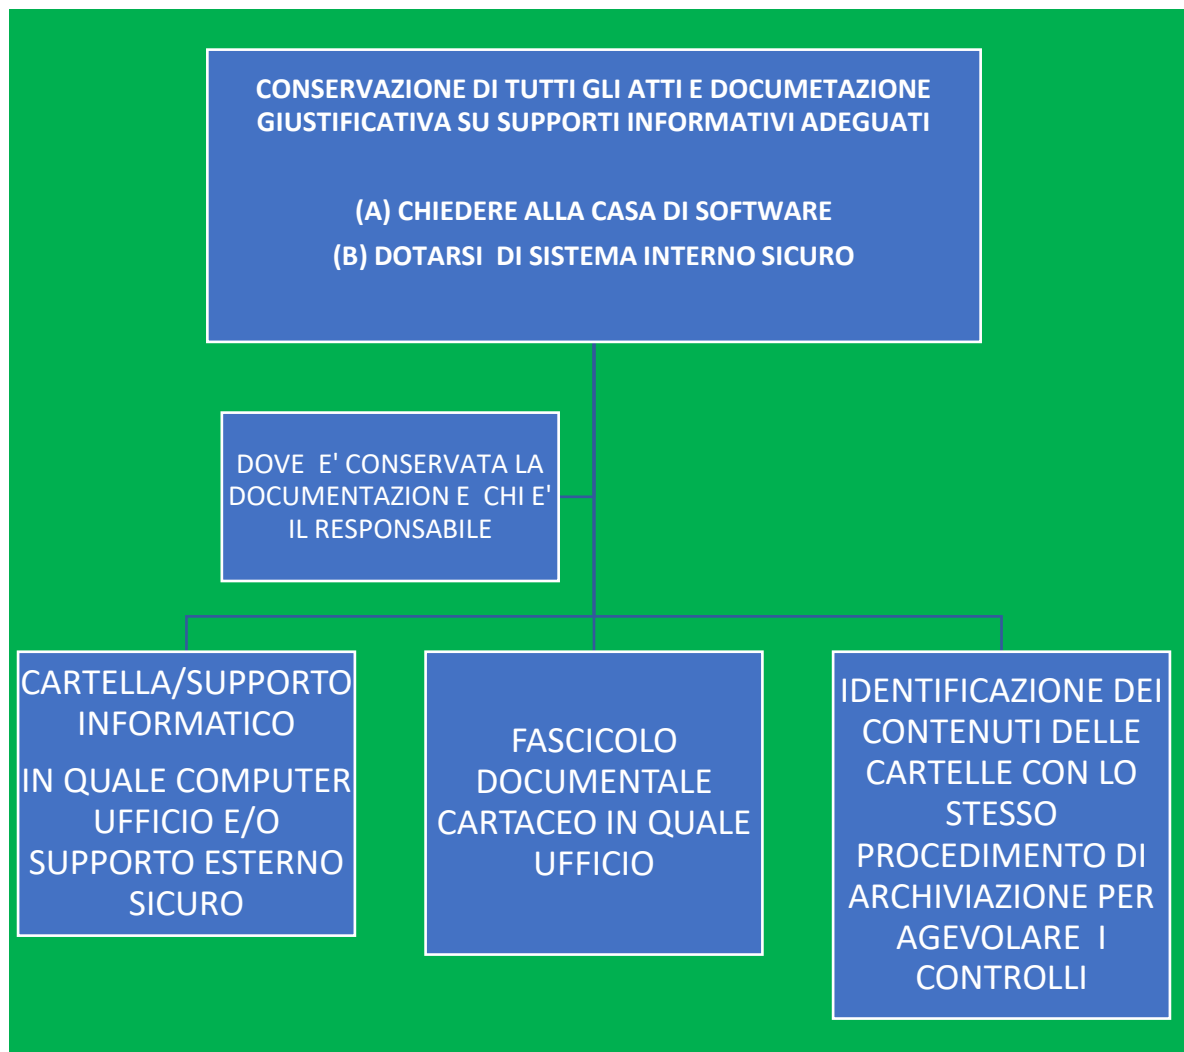 CONSERVAZIONE DI TUTTI GLI ATTI E DOCUMETAZIONE
GIUSTIFICATIVA SU SUPPORTI INFORMATIVI ADEGUATI
(A) CHIEDERE ALLA CASA DI SOFTWARE
(B) DOTARSI DI SISTEMA INTERNO SICURO
DOVE E' CONSERVATA LA
DOCUMENTAZION E CHI E'
IL RESPONSABILE
CARTELLA/SUPPORTO
INFORMATICO
IN QUALE COMPUTER
UFFICIO E/O
SUPPORTO ESTERNO
SICURO
FASCICOLO
DOCUMENTALE
CARTACEO IN QUALE
UFFICIO
IDENTIFICAZIONE DEI
CONTENUTI DELLE
CARTELLE CON LO
STESSO
PROCEDIMENTO DI
ARCHIVIAZIONE PER
AGEVOLARE I
CONTROLLI